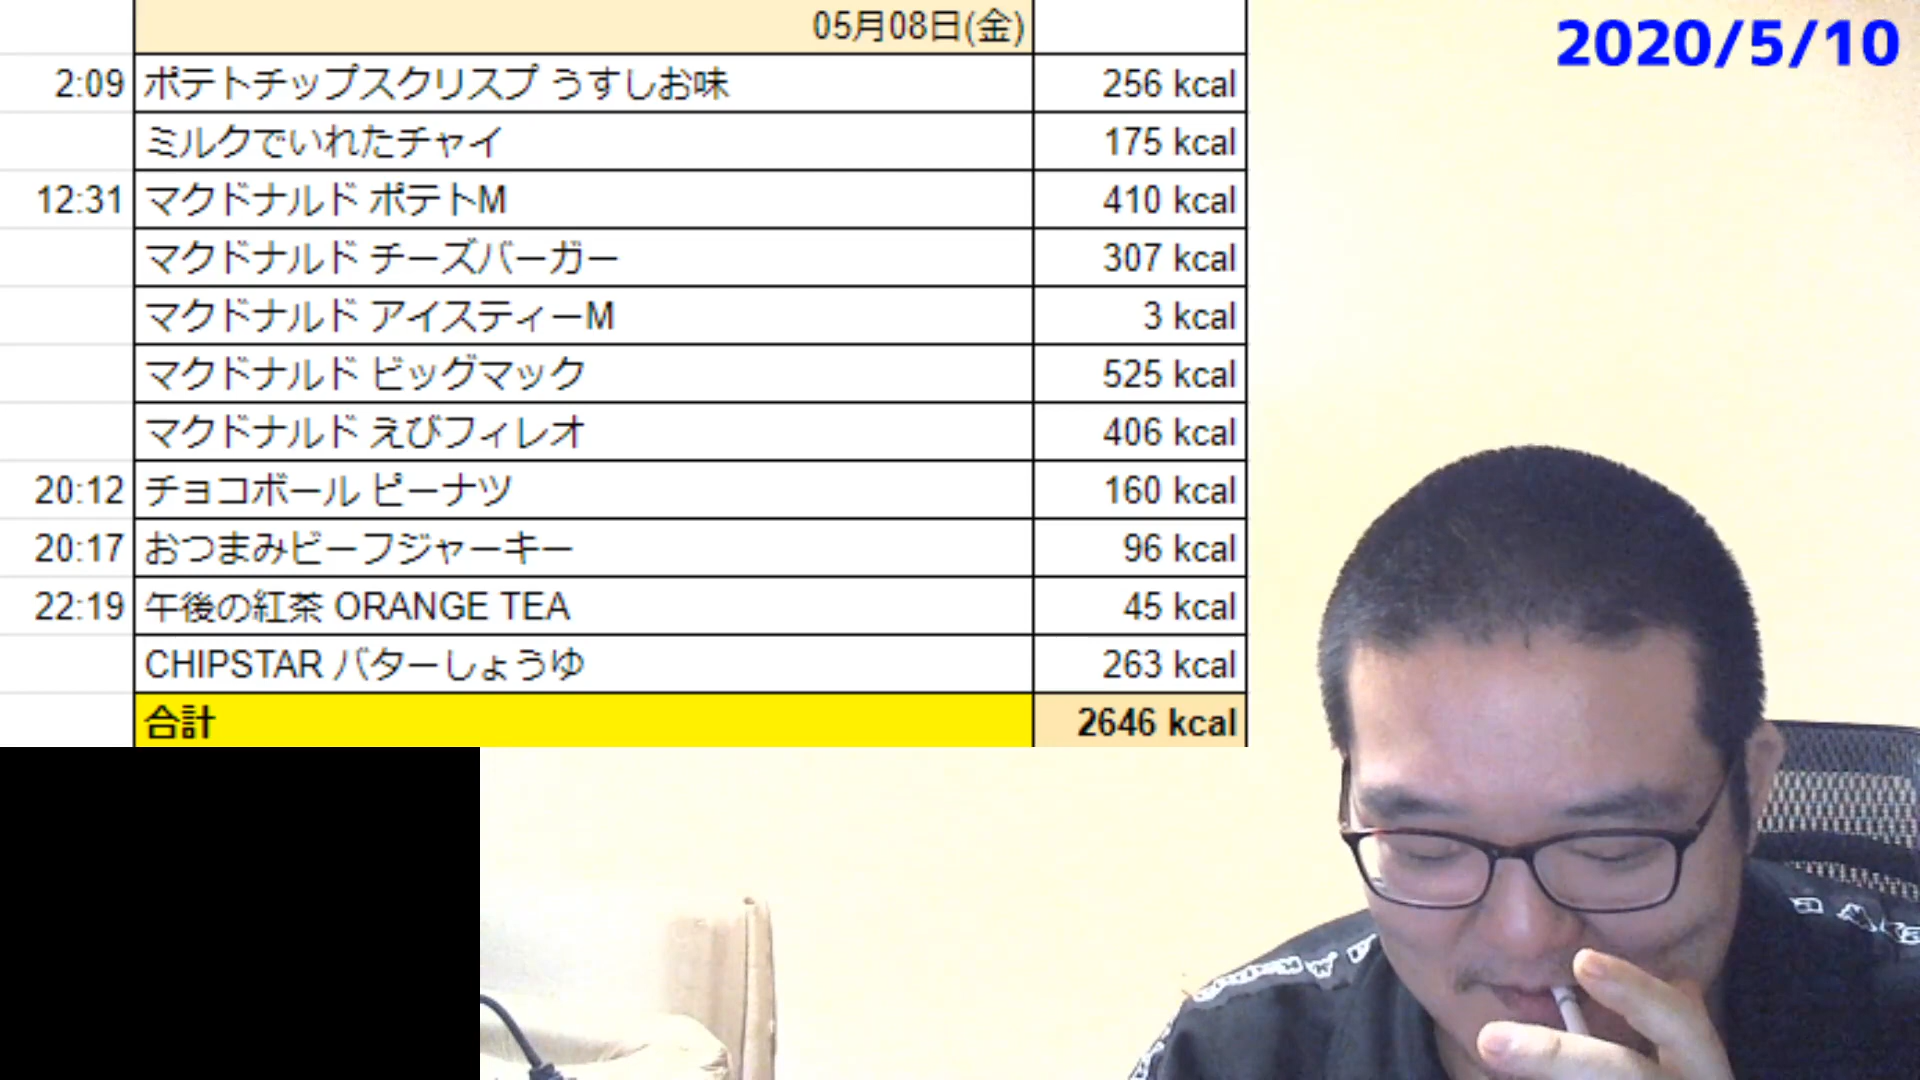 05月08日(金)
2020/5/10
2:09 ポテトチップスクリスプ うすしお味 256 kcal
ミルクでいれたチャイ 175 kcal
12:31 マクドナルド ポテトM 410 kcal
マクドナルド チーズバーガー 307 kcal
マクドナルド アイスティーM 3 kcal
マクドナルド ビッグマック 525 kcal
マクドナルド えびフィレオ 406 kcal
20:12 チョコボール ピーナツ 160 kcal
20:17 おつまみビーフジャーキー 96 kcal
22:19 午後の紅茶 ORANGE TEA 45 kcal
CHIPSTAR バターしょうゆ 263 kcal
合計 2646 kcal